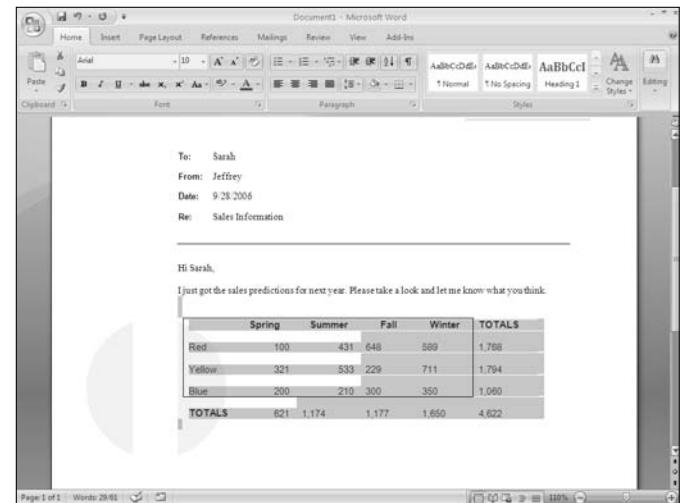 Document1 - Microsoft Word
Home Insert Page Layout References Mailings Review View Add-Ins
Arial 10
Paste
AaBbCcDdEe AaBbCcDdEe AaBbCcI
¶ Normal ¶ No Spacing Heading 1
Change Styles
Editing
Clipboard Font Paragraph Styles
To: Sarah
From: Jeffrey
Date: 9/28/2006
Re: Sales Information
Hi Sarah,
I just got the sales predictions for next year. Please take a look and let me know what you think.
Spring Summer Fall Winter TOTALS
Red 100 431 648 589 1,768
Yellow 321 533 229 711 1,794
Blue 200 210 300 350 1,060
TOTALS 621 1,174 1,177 1,650 4,622
Page: 1 of 1 Words: 29/61 110%